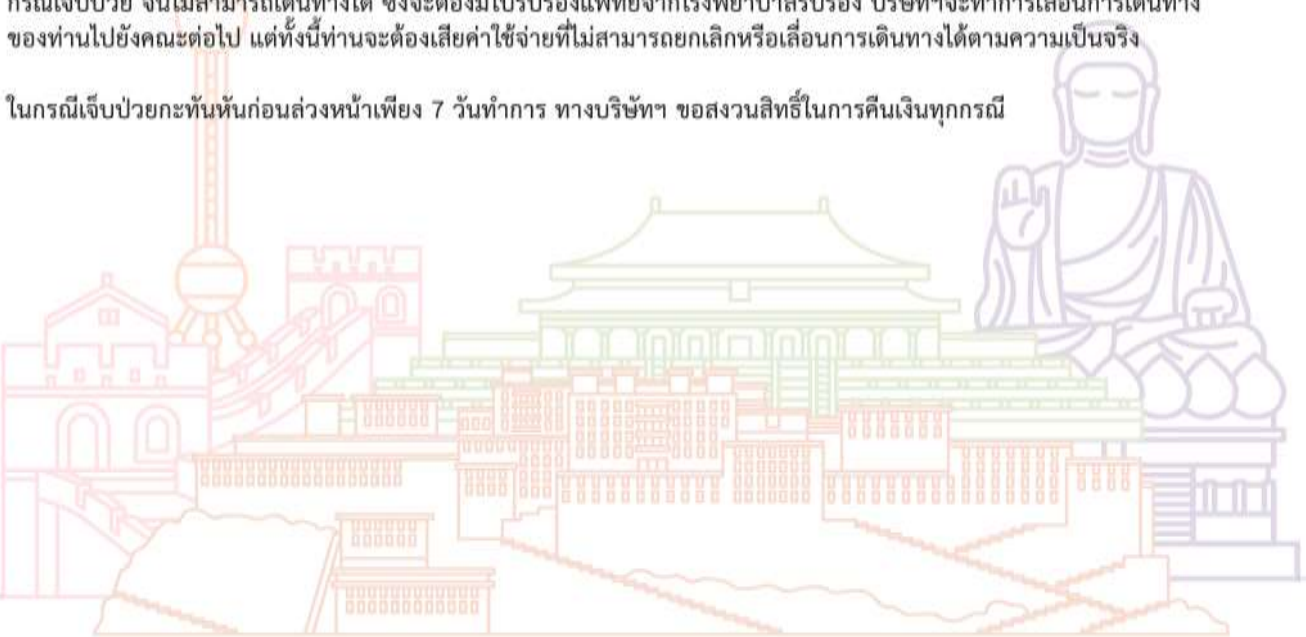 กรณีเจ็บป่วย จนไม่สามารถเดินทางได้ ซึ่งจะต้องมีใบรับรองแพทย์จากโรงพยาบาลรับรอง บริษัทฯจะทำการเลื่อนการเดินทาง
ของท่านไปยังคณะต่อไป แต่ทั้งนี้ท่านจะต้องเสียค่าใช้จ่ายที่ไม่สามารถยกเลิกหรือเลื่อนการเดินทางได้ตามความเป็นจริง
ในกรณีเจ็บป่วยกะทันหันก่อนล่วงหน้าเพียง 7 วันทำการ ทางบริษัทฯ ขอสงวนสิทธิ์ในการคืนเงินทุกกรณี